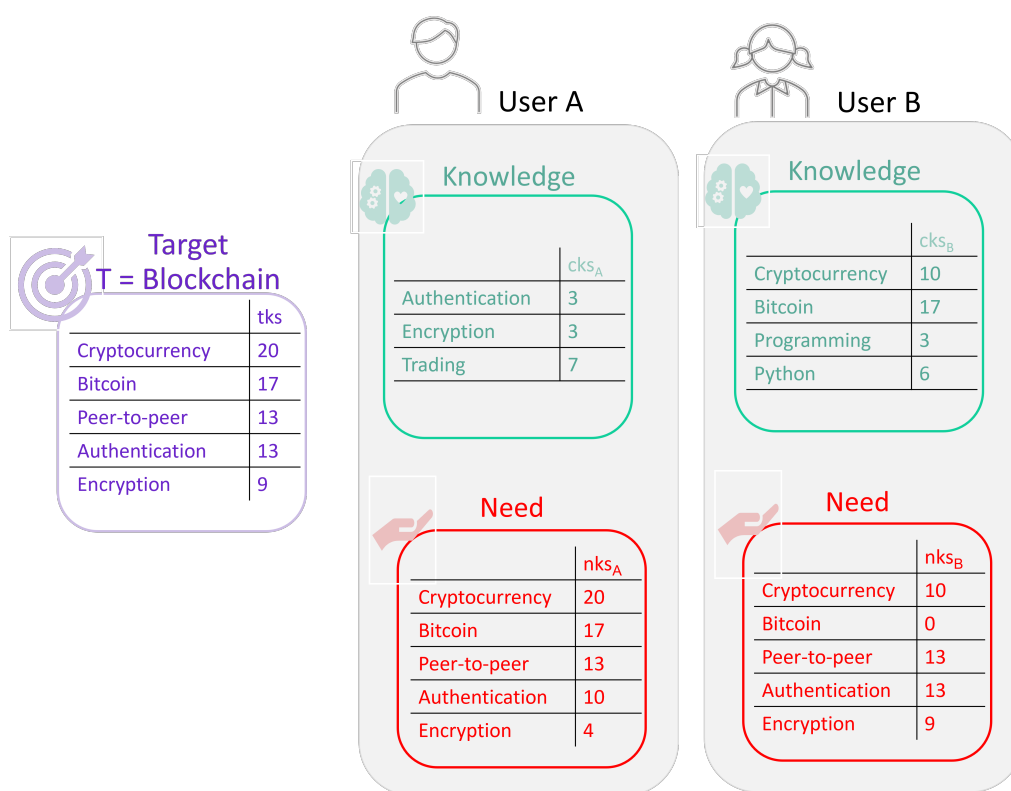 User A
User B
Knowledge
Knowledge
Target
T = Blockchain
tks
Cryptocurrency 20
Bitcoin 17
Peer-to-peer 13
Authentication 13
Encryption 9
cksA
Authentication 3
Encryption 3
Trading 7
cksB
Cryptocurrency 10
Bitcoin 17
Programming 3
Python 6
Need
nksA
Cryptocurrency 20
Bitcoin 17
Peer-to-peer 13
Authentication 10
Encryption 4
Need
nksB
Cryptocurrency 10
Bitcoin 0
Peer-to-peer 13
Authentication 13
Encryption 9